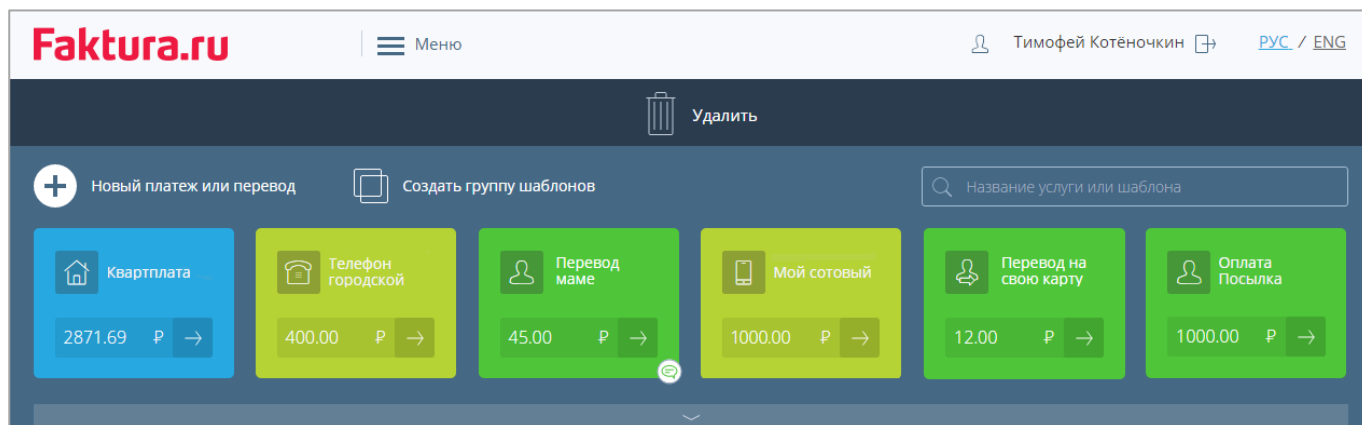 Faktura.ru
Меню
Тимофей Котёночкин
РУС / ENG
Удалить
Новый платеж или перевод
Создать группу шаблонов
Название услуги или шаблона
Квартплата
2871.69 ₽
Телефон
городской
400.00 ₽
Перевод
маме
45.00 ₽
Мой сотовый
1000.00 ₽
Перевод на
свою карту
12.00 ₽
Оплата
Посылка
1000.00 ₽